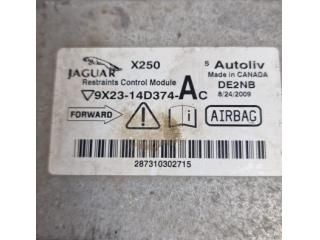 JAGUAR X250 s Autoliv
Restraints Control Module Made in CANADA
9X23-14D374-AC DE2NB
8/24/2009
FORWARD ! i AIRBAG
287310302715